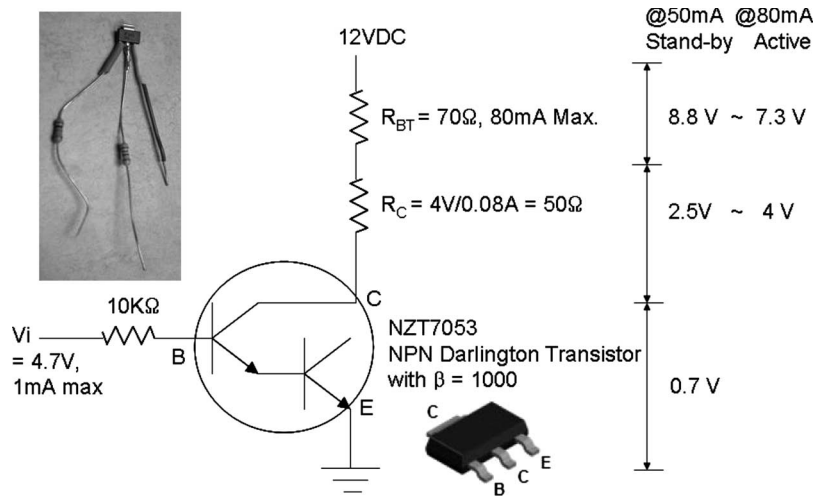 @50mA @80mA
Stand-by Active
12VDC
R_BT = 70Ω, 80mA Max.
8.8 V ~ 7.3 V
R_C = 4V/0.08A = 50Ω
2.5V ~ 4 V
10KΩ
C
Vi
= 4.7V,
1mA max
B
NZT7053
NPN Darlington Transistor
with β = 1000
0.7 V
E
C
E
C
B